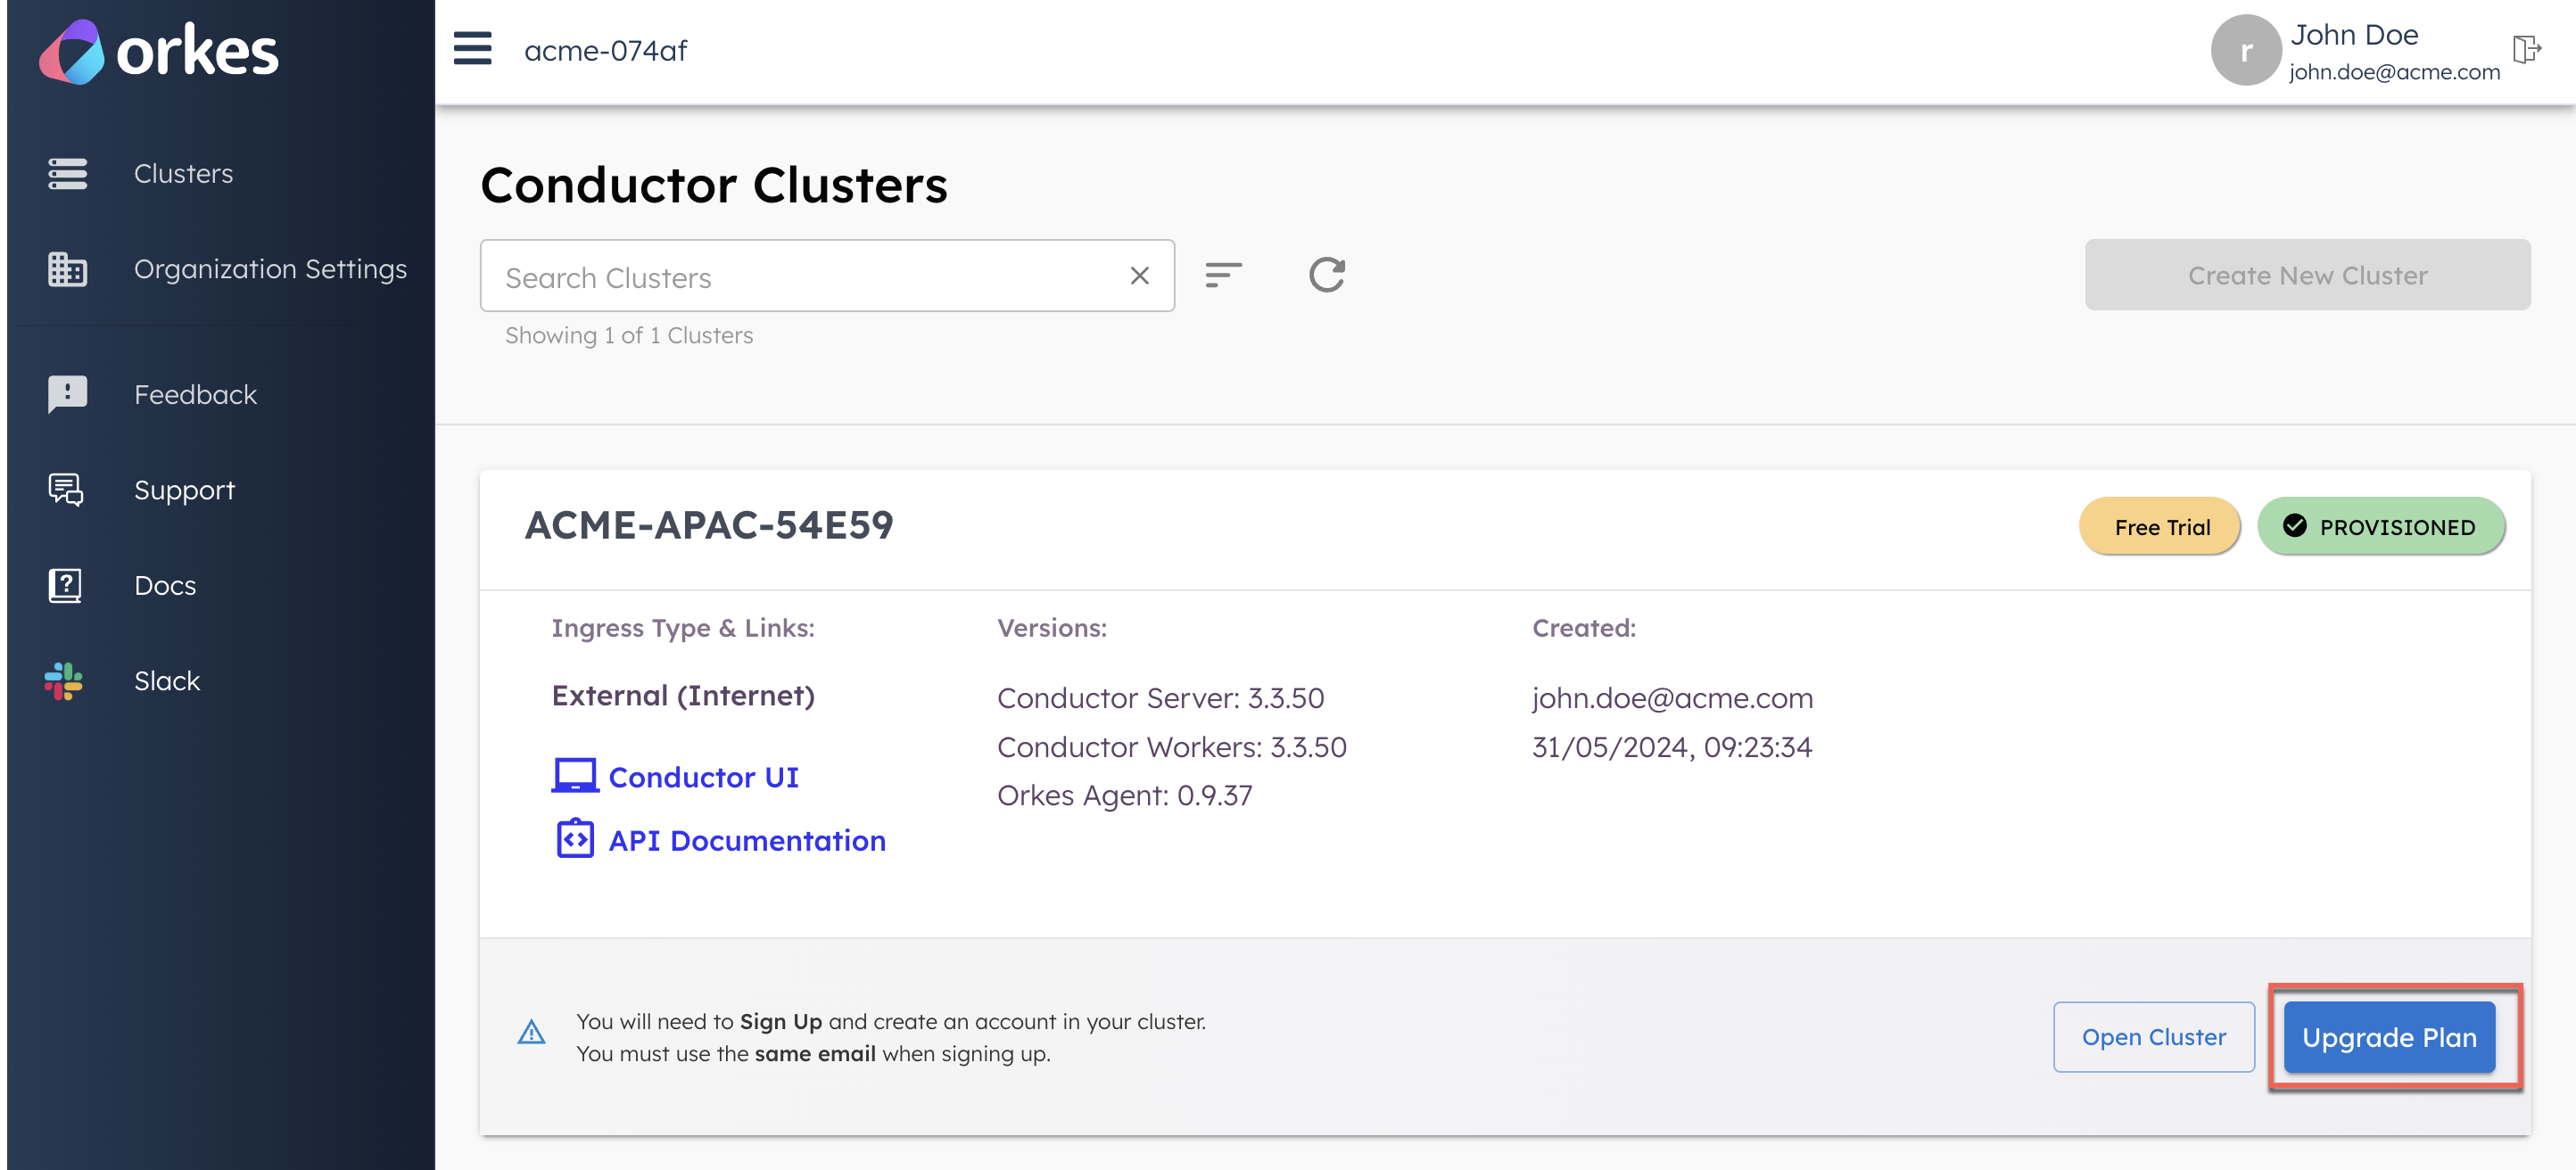 orkes
acme-074af
r
John Doe
john.doe@acme.com
Clusters
Organization Settings
Feedback
Support
Docs
Slack
Conductor Clusters
Search Clusters
Showing 1 of 1 Clusters
Create New Cluster
ACME-APAC-54E59
Free Trial
PROVISIONED
Ingress Type & Links:
External (Internet)
Conductor UI
API Documentation
Versions:
Conductor Server: 3.3.50
Conductor Workers: 3.3.50
Orkes Agent: 0.9.37
Created:
john.doe@acme.com
31/05/2024, 09:23:34
You will need to Sign Up and create an account in your cluster.
You must use the same email when signing up.
Open Cluster
Upgrade Plan